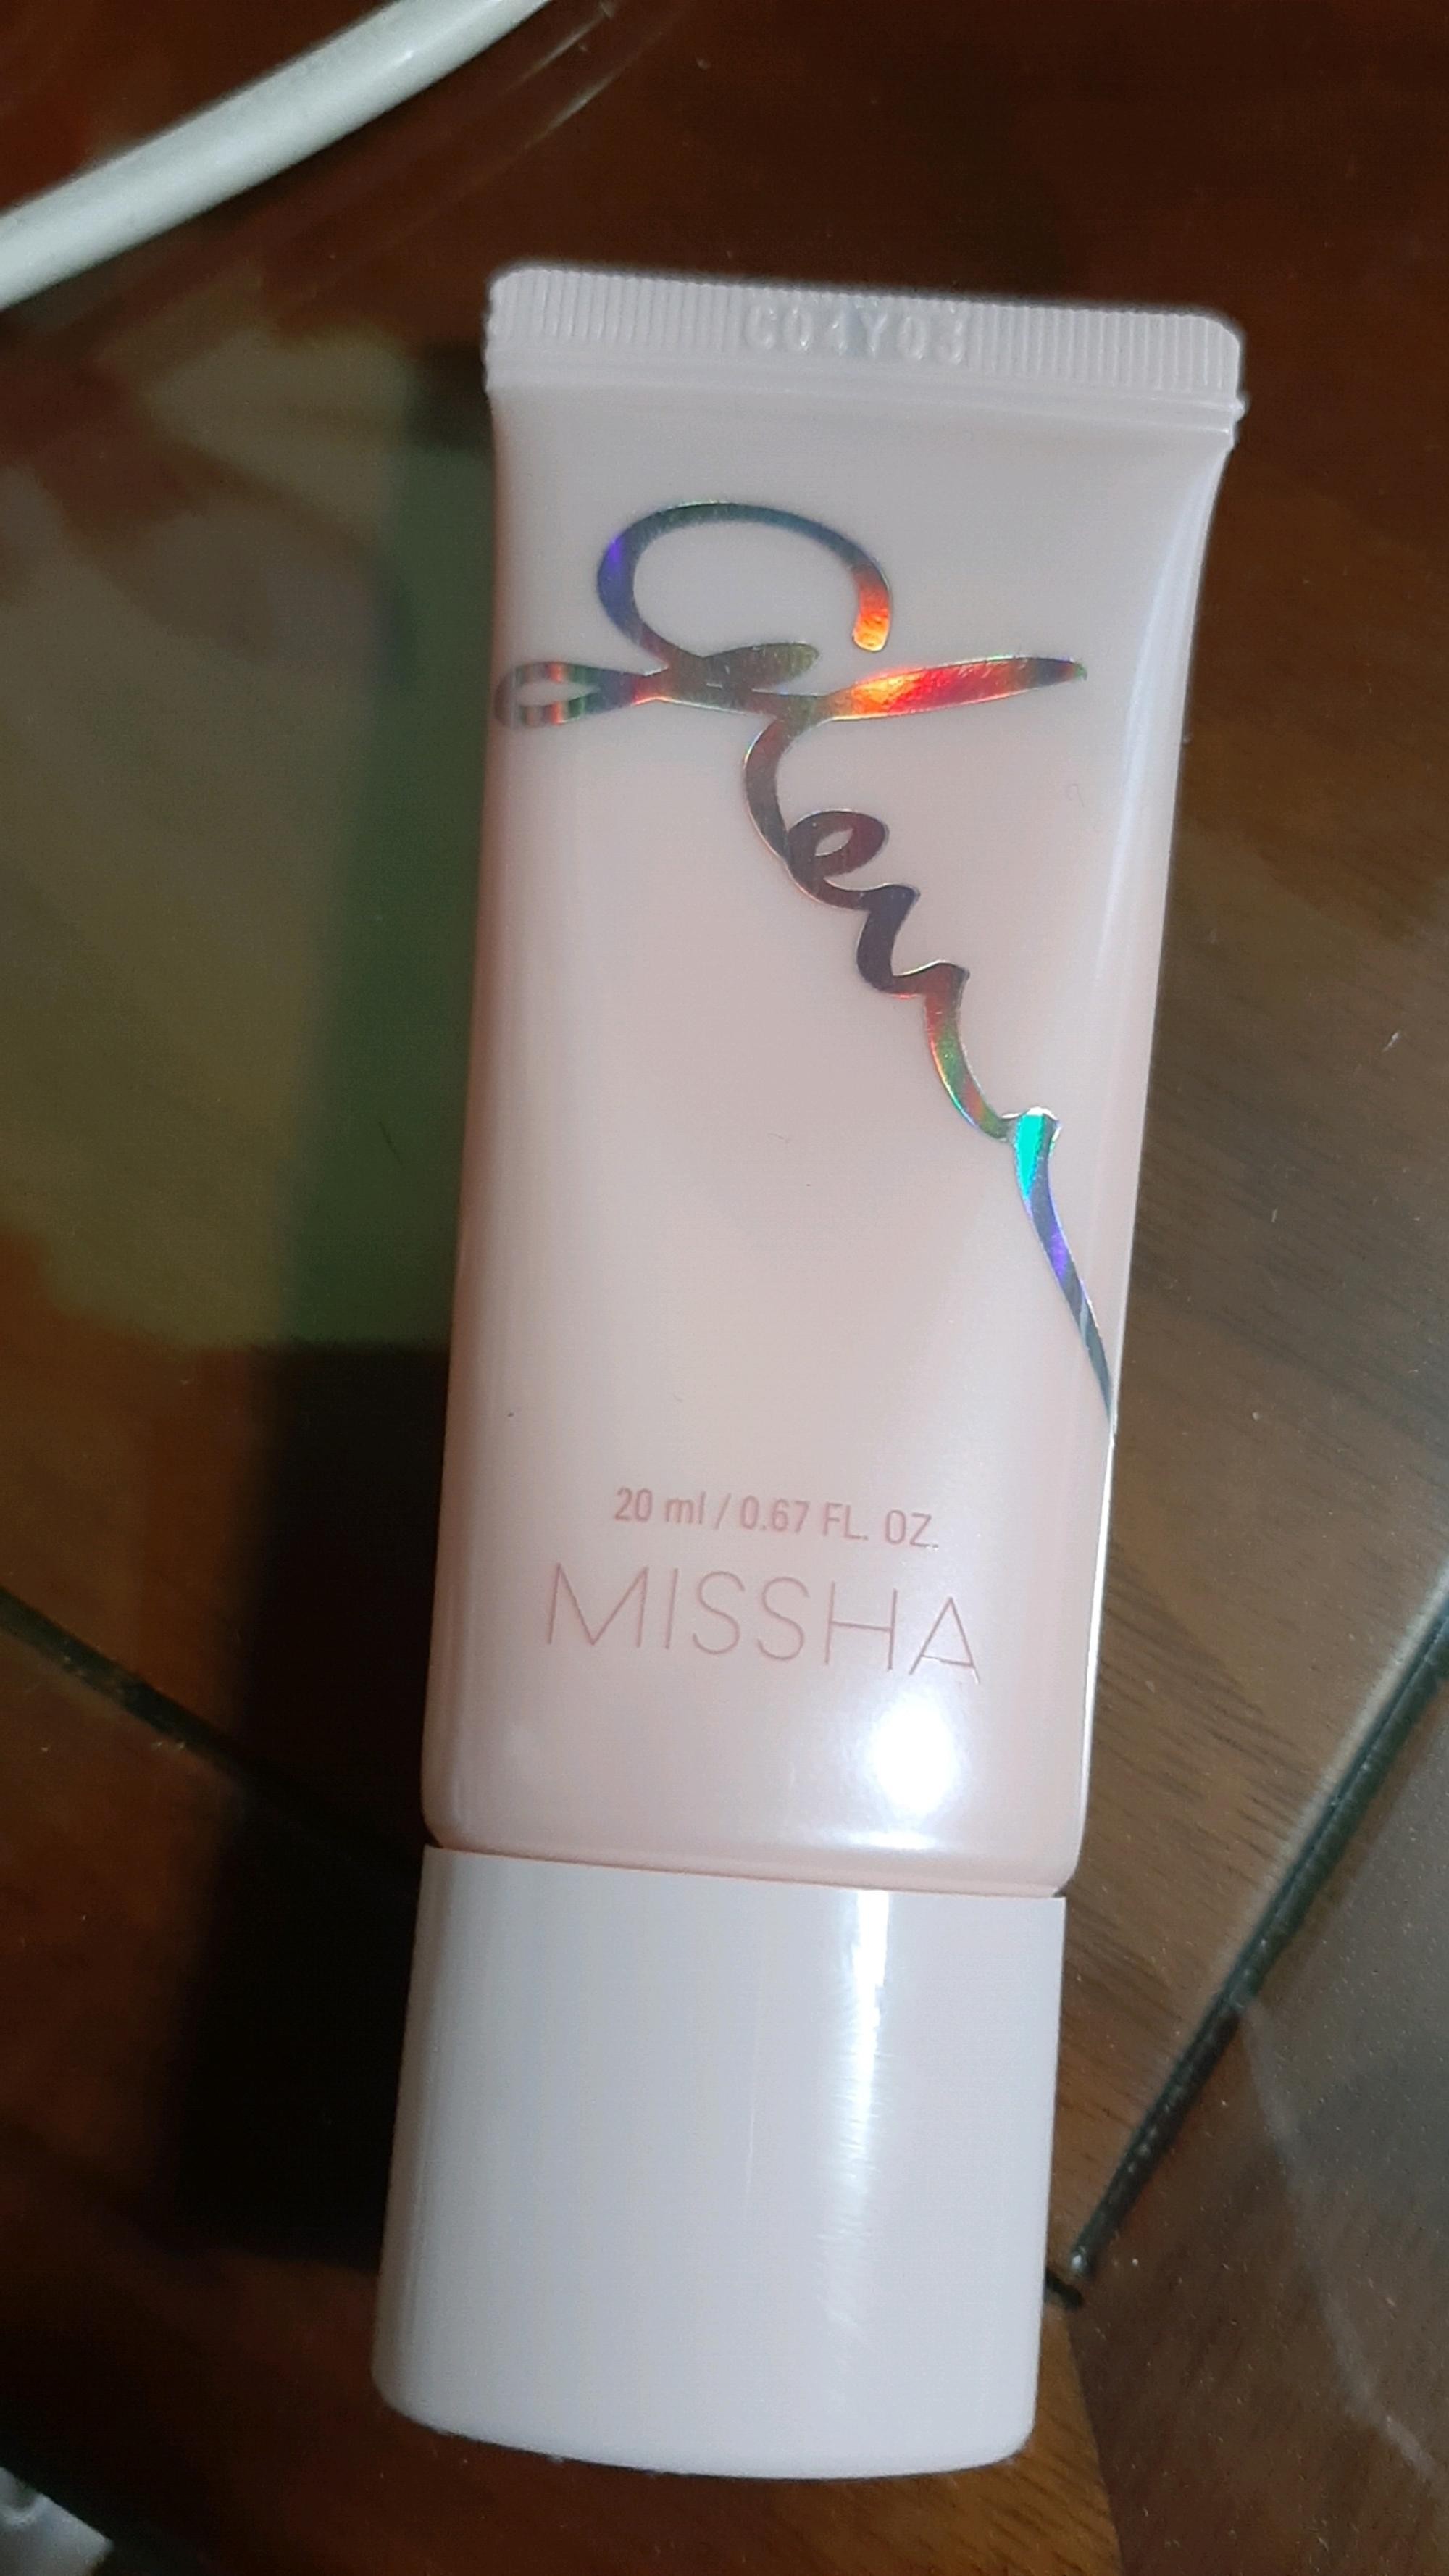 C04Y03
Glow
20 ml / 0.67 FL. OZ.
MISSHA